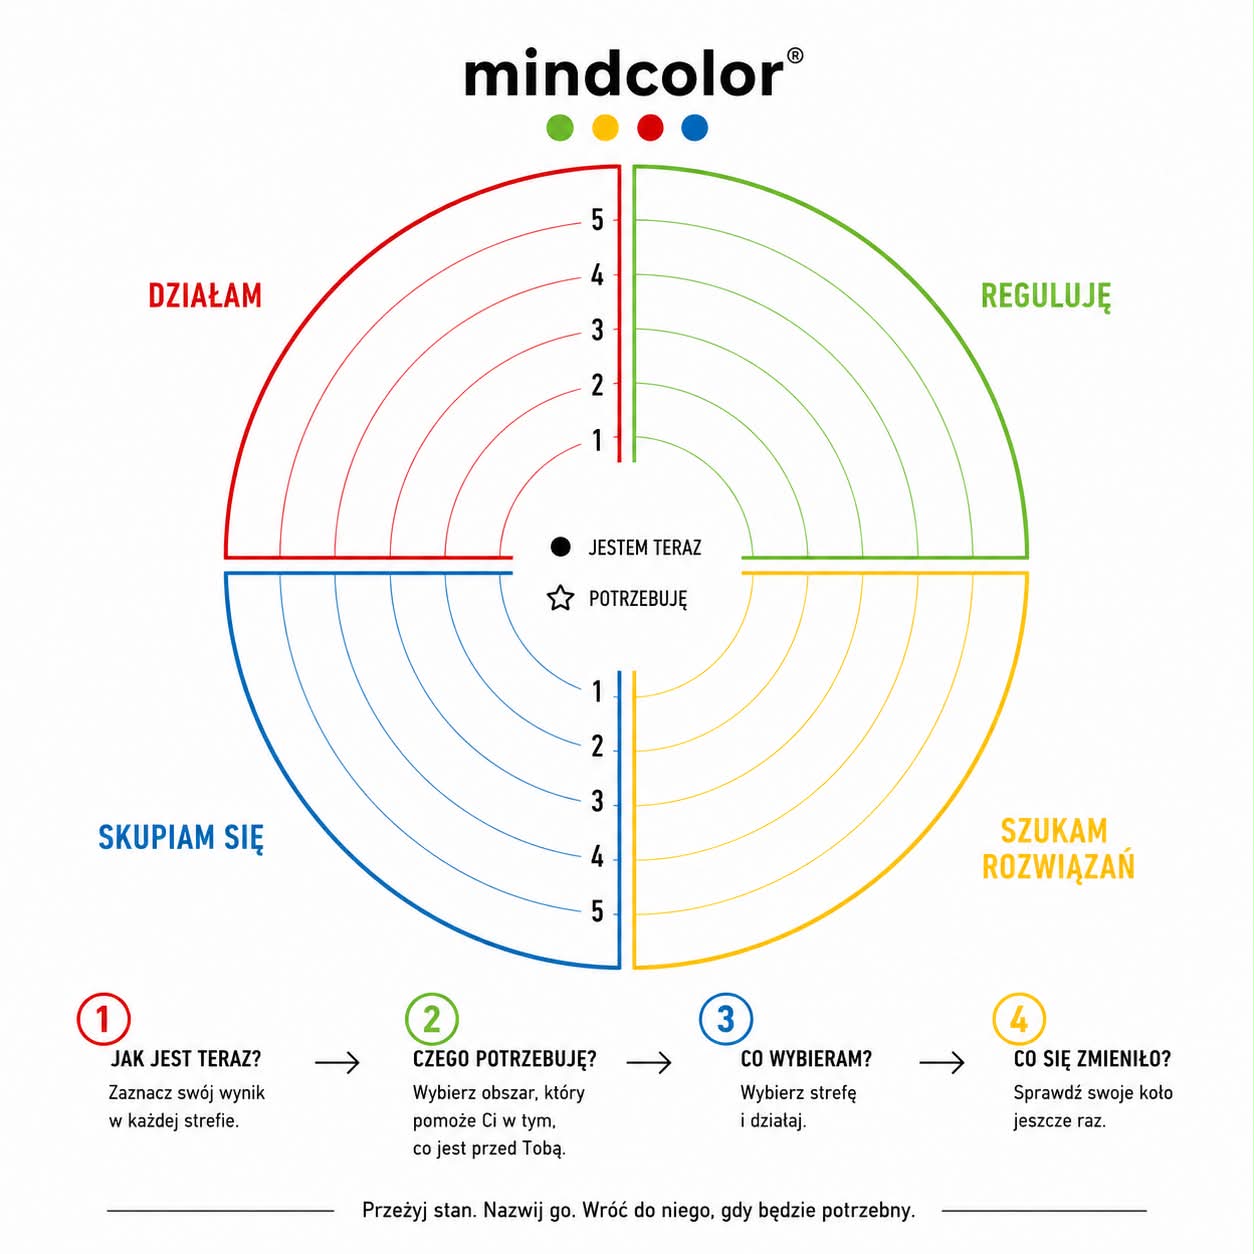 mindcolor®
DZIAŁAM
REGULUJĘ
5
4
3
2
1
JESTEM TERAZ
POTRZEBUJĘ
1
2
3
4
5
SKUPIAM SIĘ
SZUKAM
ROZWIĄZAŃ
1
JAK JEST TERAZ?
Zaznacz swój wynik
w każdej strefie.
2
CZEGO POTRZEBUJĘ?
Wybierz obszar, który
pomoże Ci w tym,
co jest przed Tobą.
3
CO WYBIERAM?
Wybierz strefę
i działaj.
4
CO SIĘ ZMIENIŁO?
Sprawdź swoje koło
jeszcze raz.
Przeżyj stan. Nazwij go. Wróć do niego, gdy będzie potrzebny.